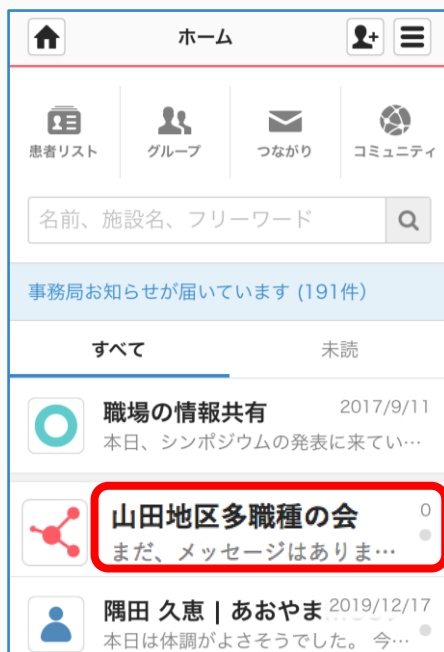 ホーム
患者リスト グループ つながり コミュニティ
名前、施設名、フリーワード
事務局お知らせが届いています (191件)
すべて 未読
職場の情報共有 2017/9/11
本日、シンポジウムの発表に来てい…
山田地区多職種の会 0
まだ、メッセージはありま…
隅田 久恵 | あおやま 2019/12/17
本日は体調がよさそうでした。 今…